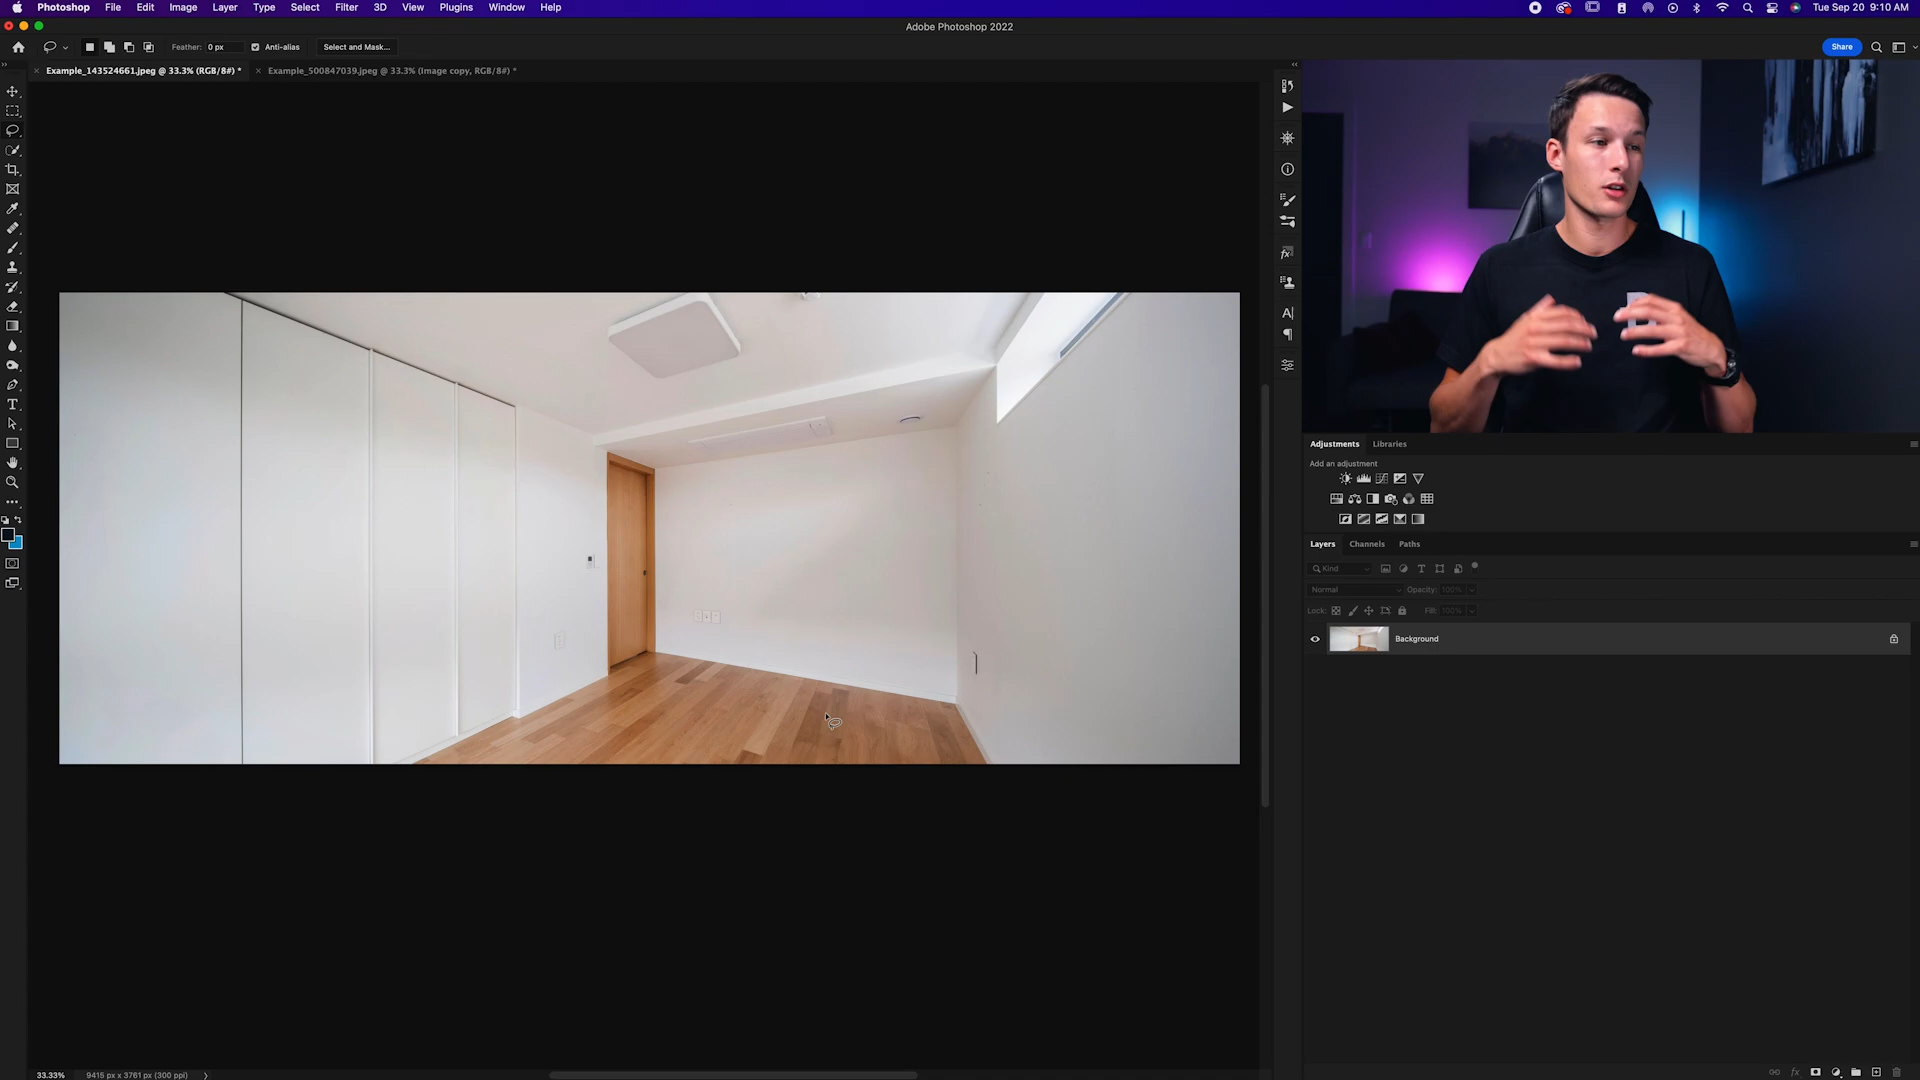 Photoshop File Edit Image Layer Type Select Filter 3D View Plugins Window Help Tue Sep 20 9:10 AM
Adobe Photoshop 2022
Feather: 0 px Anti-alias Select and Mask... Share
Example_143524661.jpeg @ 33.3% (RGB/8#) * Example_500847039.jpeg @ 33.3% (Image copy, RGB/8#) *
Adjustments Libraries
Add an adjustment
Layers Channels Paths
Kind
Normal Opacity: 100%
Lock: Fill: 100%
Background
33.33% 9415 px x 3761 px (300 ppi)